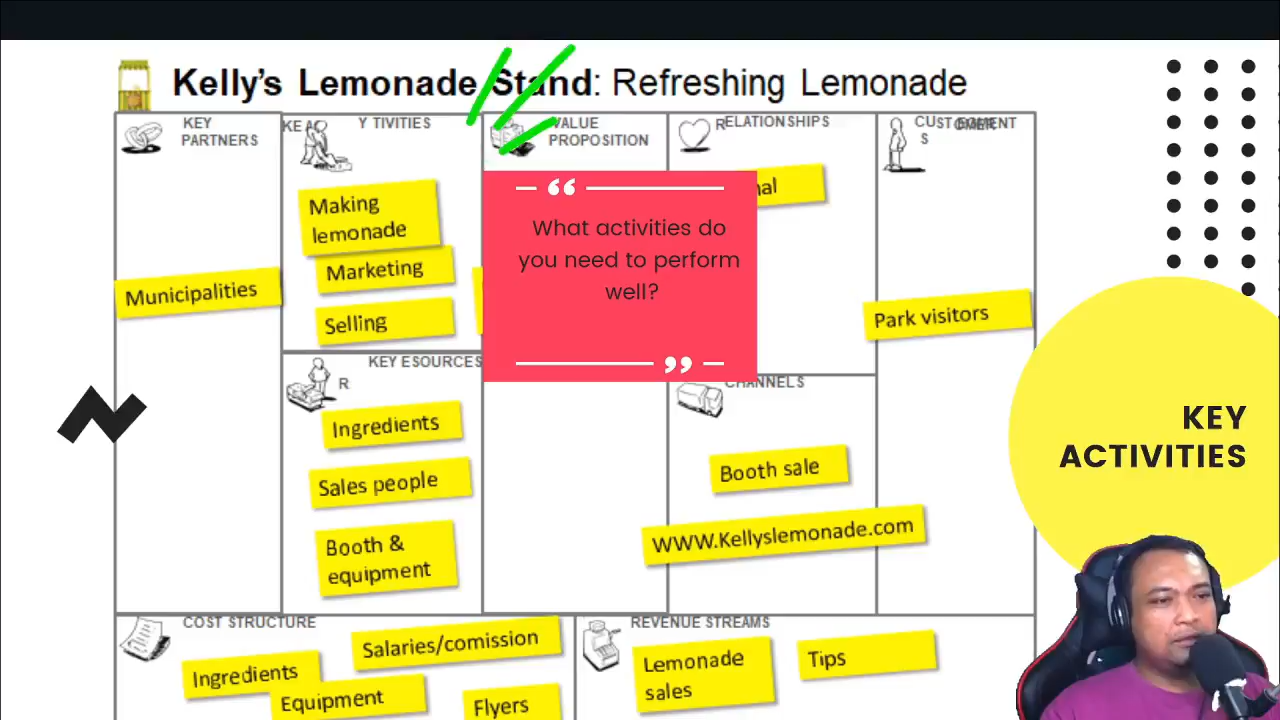 Kelly's Lemonade Stand: Refreshing Lemonade
KEY
PARTNERS
Municipalities
Y TIVITIES
Making
lemonade
Marketing
Selling
KEY ESOURCES
R
Ingredients
Sales people
Booth &
equipment
VALUE
PROPOSITION
“
What activities do
you need to perform
well?
”
RELATIONSHIPS
CHANNELS
Booth sale
WWW.Kellyslemonade.com
CUST
S
Park visitors
KEY
ACTIVITIES
COST STRUCTURE
Salaries/comission
Ingredients
Equipment
Flyers
REVENUE STREAMS
Lemonade
sales
Tips